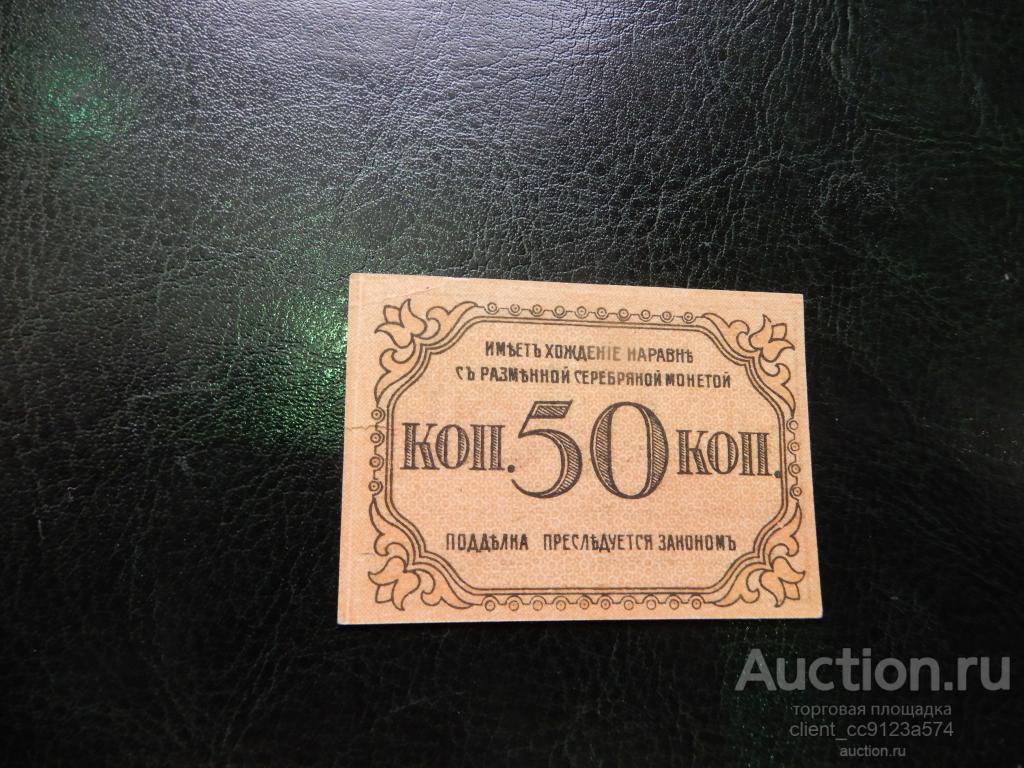 ИМѢЕТЪ ХОЖДЕНІЕ НАРАВНѢ
СЪ РАЗМѢННОЙ СЕРЕБРЯНОЙ МОНЕТОЙ
КОП. 50 КОП.
ПОДДѢЛКА ПРЕСЛѢДУЕТСЯ ЗАКОНОМЪ
Auction.ru
торговая площадка
client_cc9123a574
auction.ru